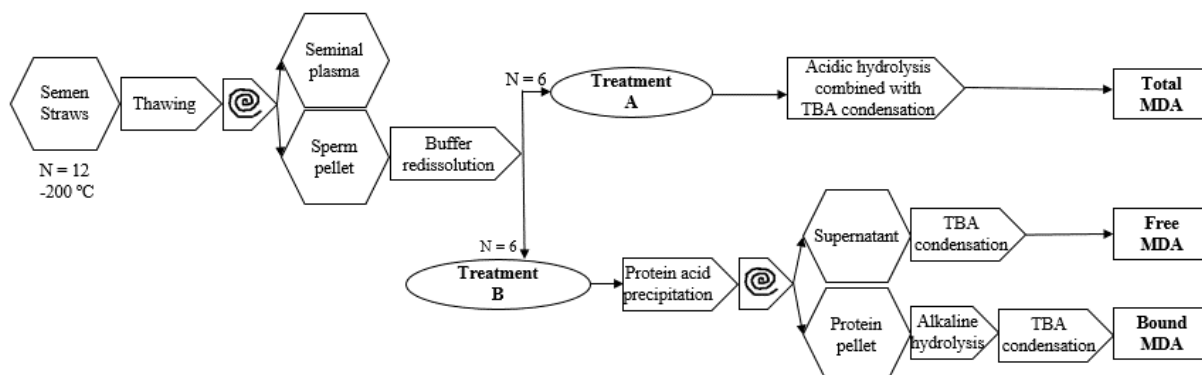 Semen
Straws
N = 12
-200 ºC
Thawing
Seminal
plasma
Sperm
pellet
Buffer
redissolution
N = 6
Treatment
A
Acidic hydrolysis
combined with
TBA condensation
Total
MDA
N = 6
Treatment
B
Protein acid
precipitation
Supernatant
TBA
condensation
Free
MDA
Protein
pellet
Alkaline
hydrolysis
TBA
condensation
Bound
MDA